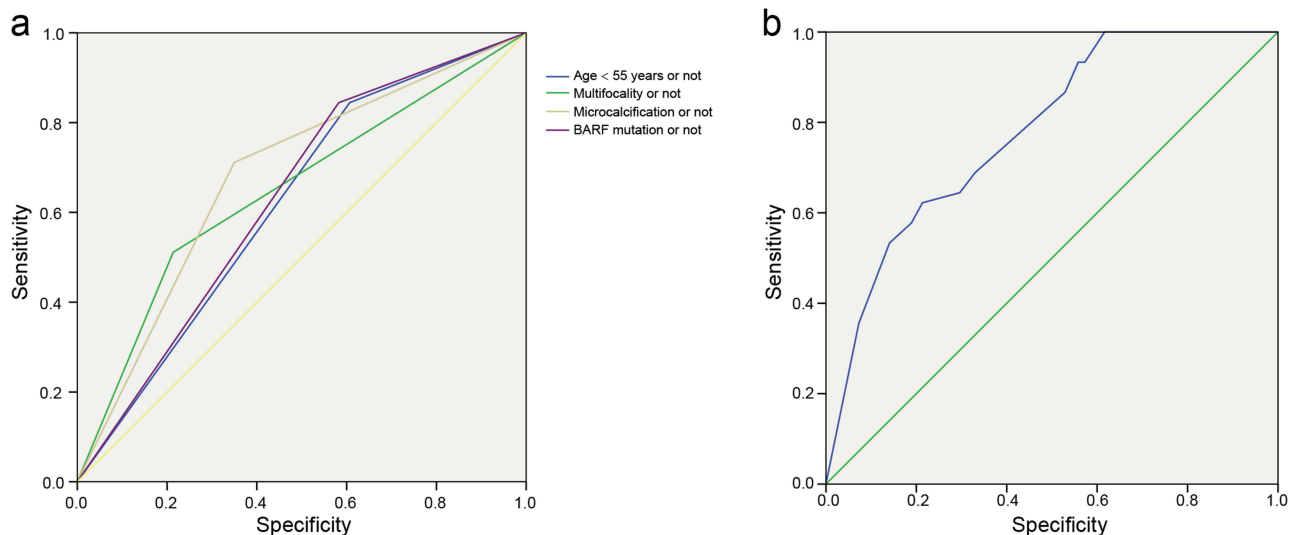 a
1.0
0.8
0.6
0.4
0.2
0.0
Sensitivity
0.0 0.2 0.4 0.6 0.8 1.0
Specificity
Age < 55 years or not
Multifocality or not
Microcalcification or not
BARF mutation or not
b
1.0
0.8
0.6
0.4
0.2
0.0
Sensitivity
0.0 0.2 0.4 0.6 0.8 1.0
Specificity